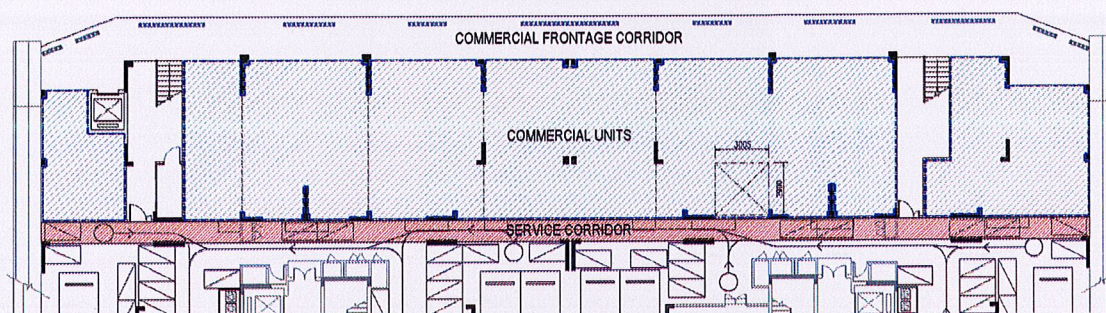 COMMERCIAL FRONTAGE CORRIDOR
COMMERCIAL UNITS
3005
SERVICE CORRIDOR